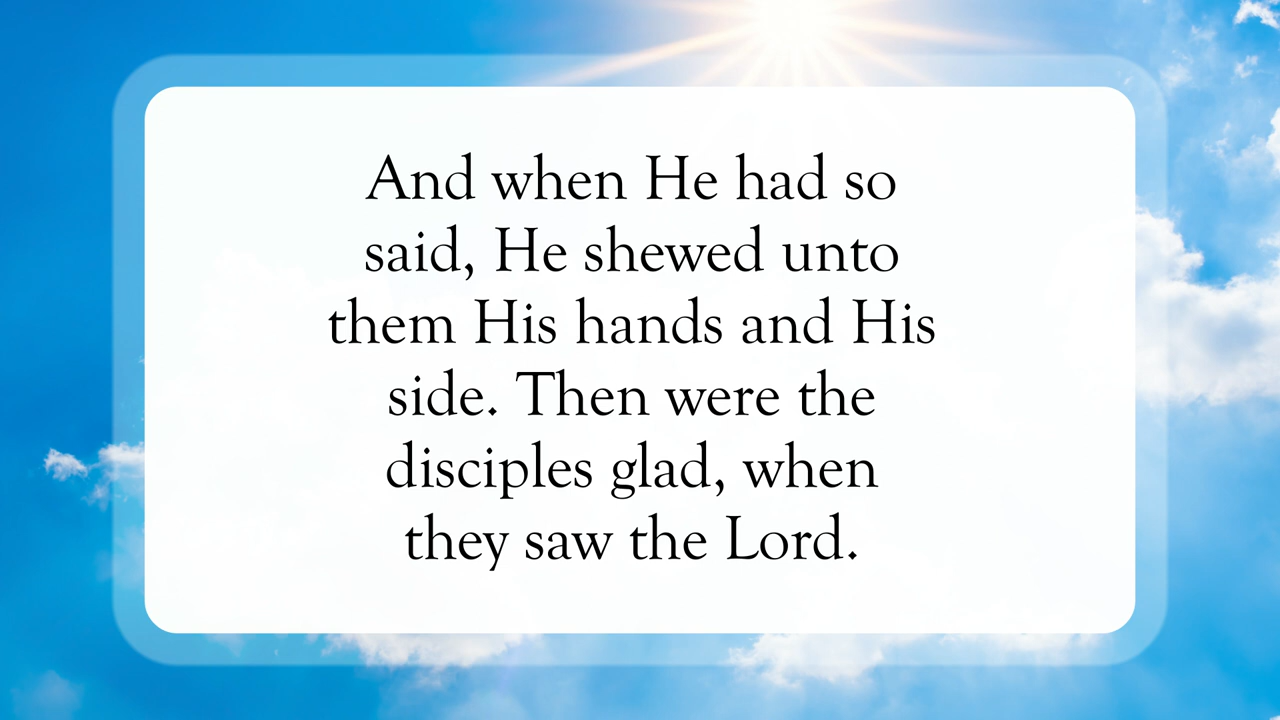 And when He had so
said, He shewed unto
them His hands and His
side. Then were the
disciples glad, when
they saw the Lord.